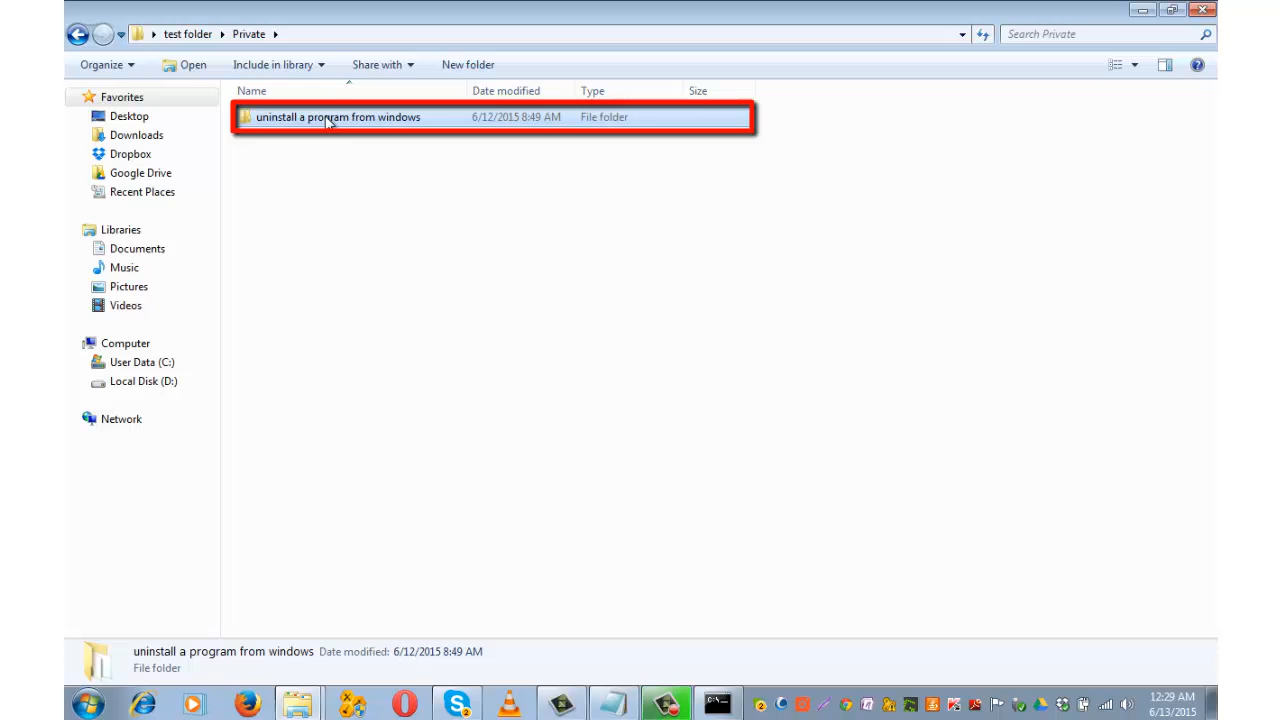 test folder Private
Search Private
Organize Open Include in library Share with New folder
Name Date modified Type Size
uninstall a program from windows 6/12/2015 8:49 AM File folder
Favorites
Desktop
Downloads
Dropbox
Google Drive
Recent Places
Libraries
Documents
Music
Pictures
Videos
Computer
User Data (C:)
Local Disk (D:)
Network
uninstall a program from windows Date modified: 6/12/2015 8:49 AM
File folder
12:29 AM
6/13/2015